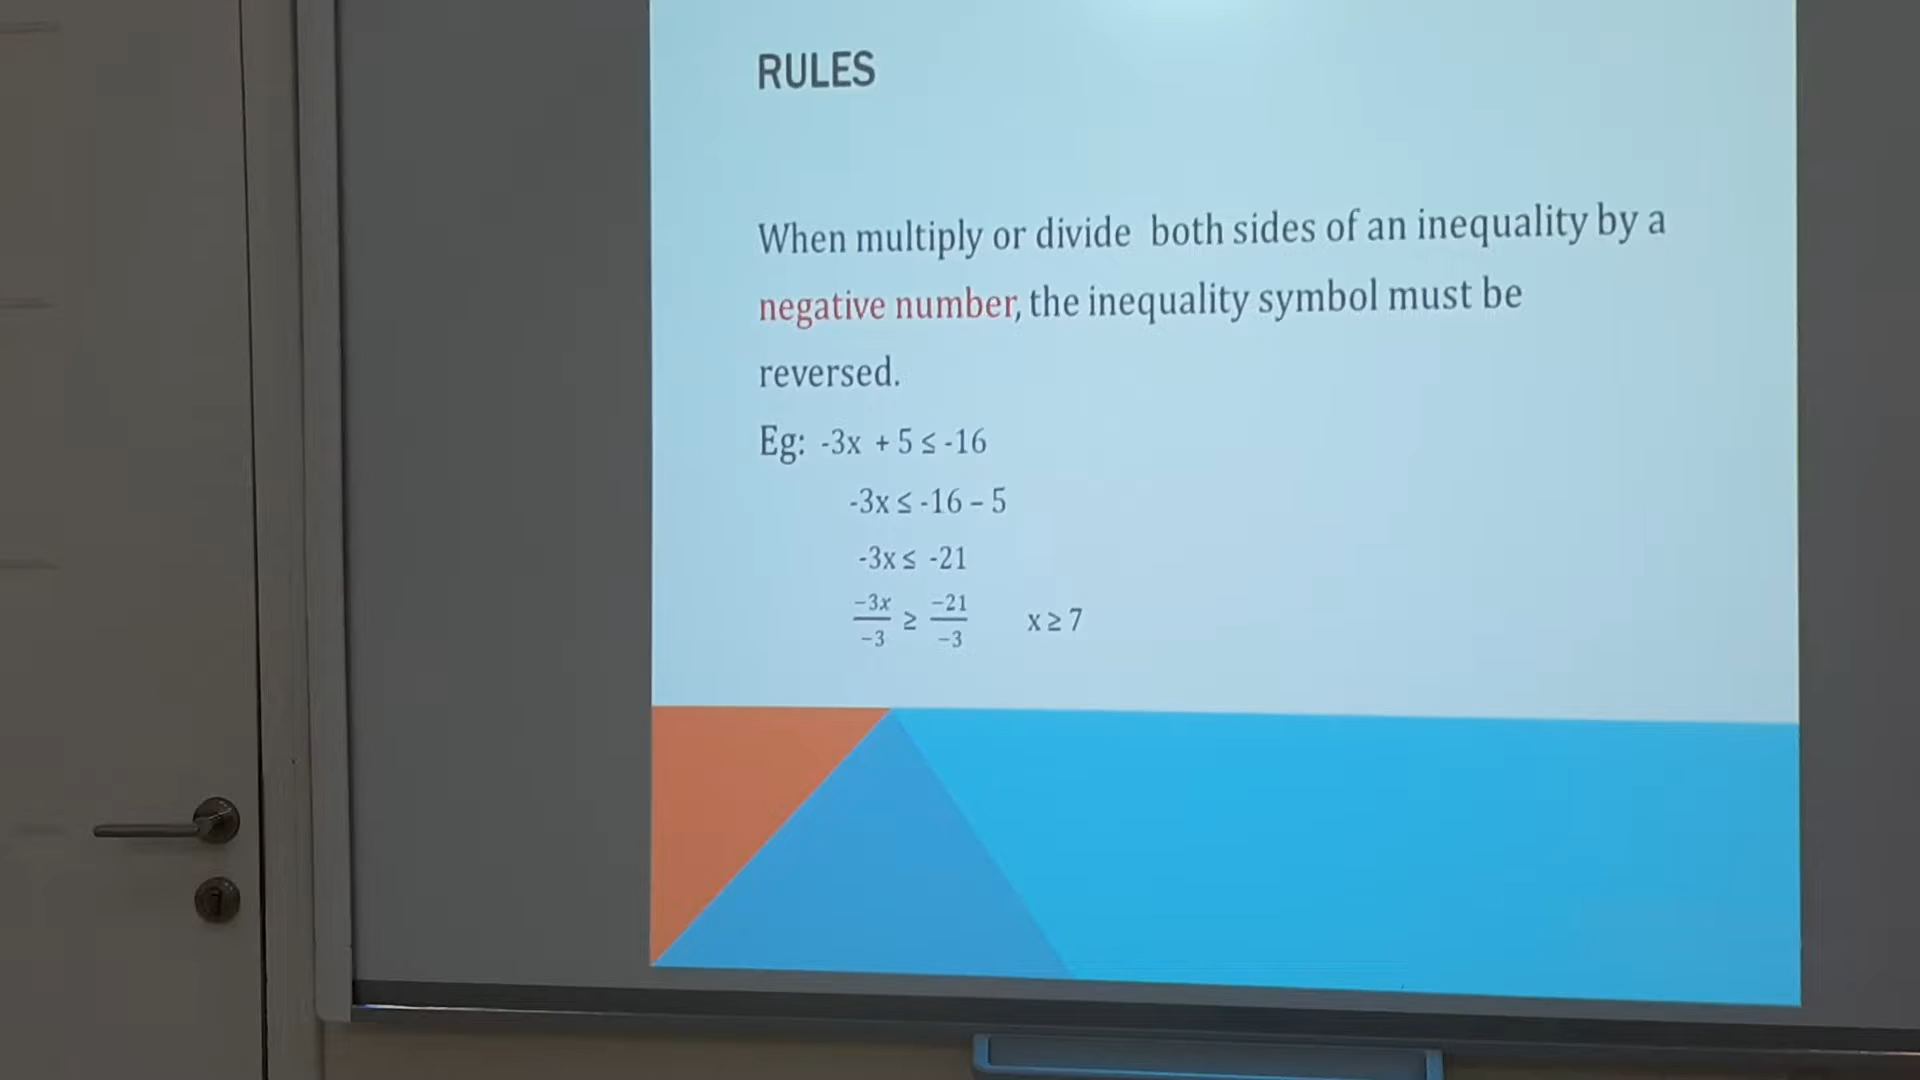 RULES
When multiply or divide both sides of an inequality by a
negative number, the inequality symbol must be
reversed.
Eg: -3x + 5 ≤ -16
-3x ≤ -16 – 5
-3x ≤ -21
−3x/−3 ≥ −21/−3 x ≥ 7